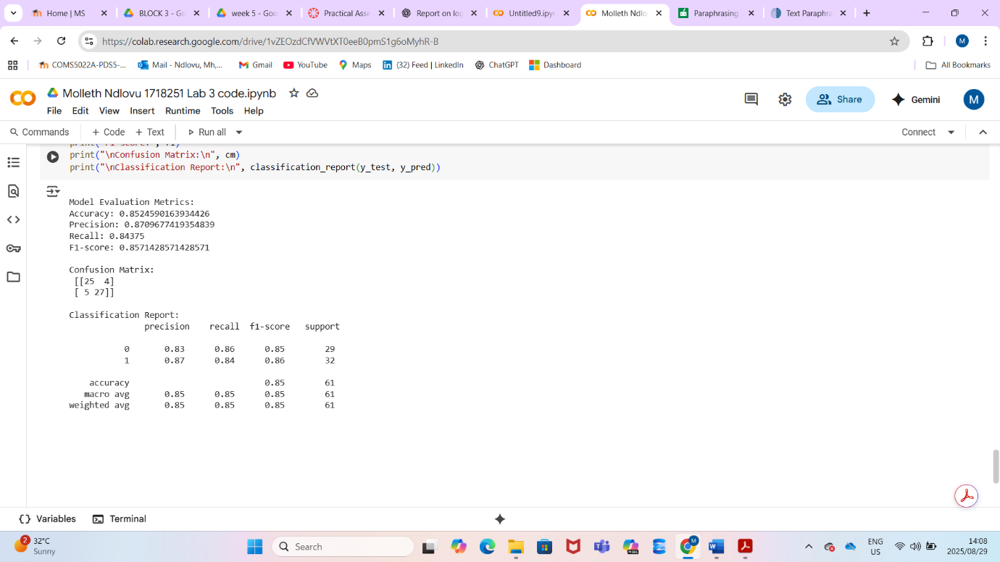 Home | MS
BLOCK 3 - Go
week 5 - Goo
Practical Asse
Report on log
Untitled9.ipy
Molleth Ndlo
Paraphrasing
Text Paraphra
https://colab.research.google.com/drive/1vZEOzdCfVWVtXT0eeB0pmS1g6oMyhR-B
M
COMS5022A-PDS5-...
Mail - Ndlovu, Mh,...
Gmail
YouTube
Maps
(32) Feed | LinkedIn
ChatGPT
Dashboard
All Bookmarks
Molleth Ndlovu 1718251 Lab 3 code.ipynb
File Edit View Insert Runtime Tools Help
Share
Gemini
M
Commands
+ Code + Text
Run all
Connect
print("\nConfusion Matrix:\n", cm)
print("\nClassification Report:\n", classification_report(y_test, y_pred))
Model Evaluation Metrics:
Accuracy: 0.8524590163934426
Precision: 0.8709677419354839
Recall: 0.84375
F1-score: 0.8571428571428571
Confusion Matrix:
[[25  4]
[ 5 27]]
Classification Report:
precision recall f1-score support
0 0.83 0.86 0.85 29
1 0.87 0.84 0.86 32
accuracy 0.85 61
macro avg 0.85 0.85 0.85 61
weighted avg 0.85 0.85 0.85 61
Variables
Terminal
2
32°C
Sunny
Search
M365
M
ENG
US
14:08
2025/08/29